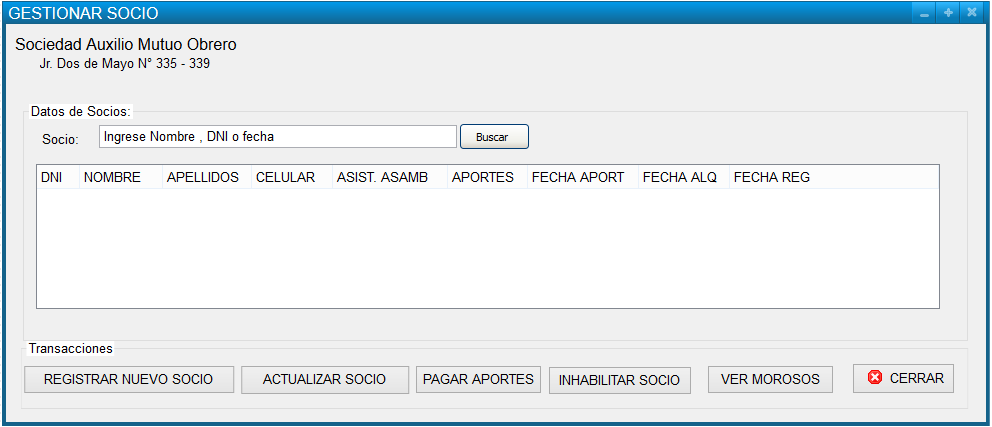 GESTIONAR SOCIO
Sociedad Auxilio Mutuo Obrero
Jr. Dos de Mayo N° 335 - 339
Datos de Socios:
Socio: Ingrese Nombre , DNI o fecha Buscar
DNI NOMBRE APELLIDOS CELULAR ASIST. ASAMB APORTES FECHA APORT FECHA ALQ FECHA REG
Transacciones
REGISTRAR NUEVO SOCIO ACTUALIZAR SOCIO PAGAR APORTES INHABILITAR SOCIO VER MOROSOS CERRAR